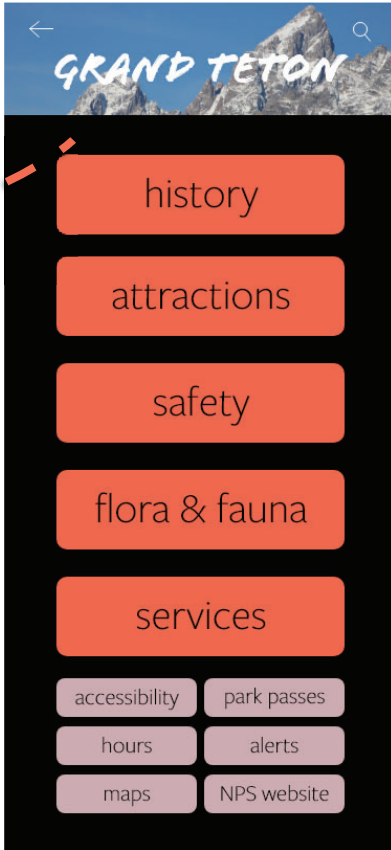 GRAND TETON
history
attractions
safety
flora & fauna
services
accessibility
park passes
hours
alerts
maps
NPS website